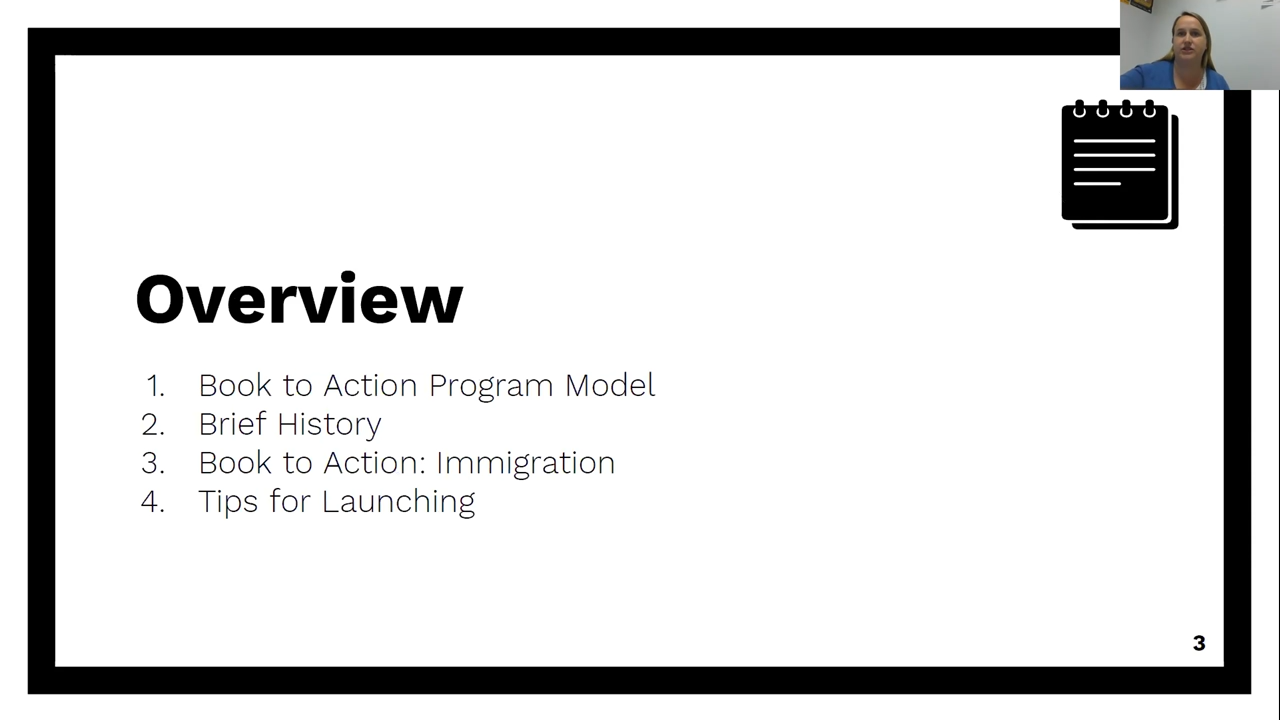 Overview
1. Book to Action Program Model
2. Brief History
3. Book to Action: Immigration
4. Tips for Launching
3